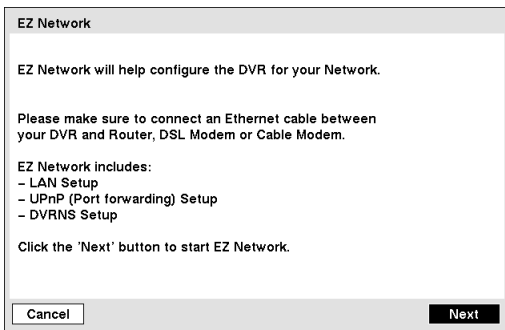 EZ Network
EZ Network will help configure the DVR for your Network.
Please make sure to connect an Ethernet cable between
your DVR and Router, DSL Modem or Cable Modem.
EZ Network includes:
– LAN Setup
– UPnP (Port forwarding) Setup
– DVRNS Setup
Click the 'Next' button to start EZ Network.
Cancel
Next